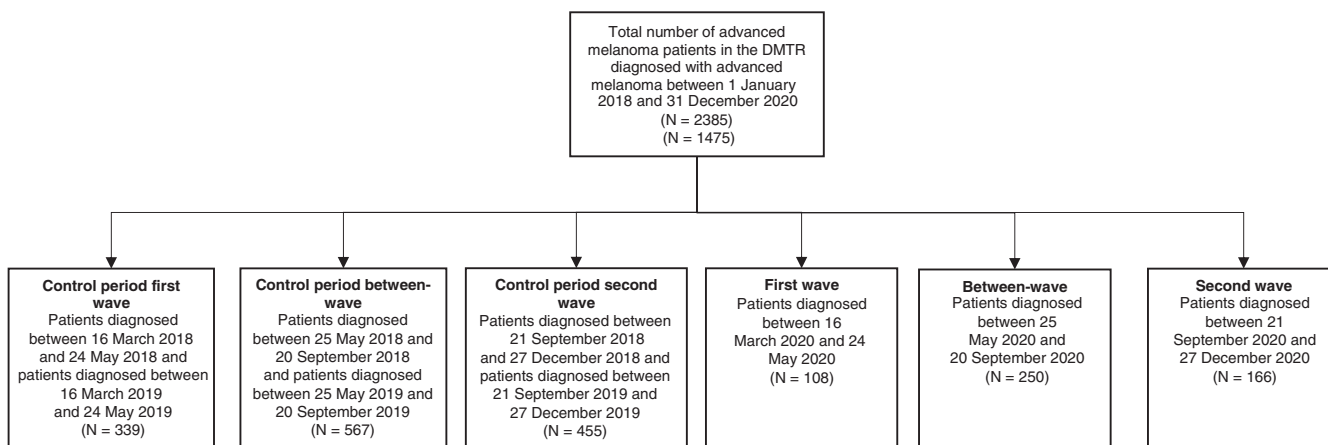 Total number of advanced
melanoma patients in the DMTR
diagnosed with advanced
melanoma between 1 January
2018 and 31 December 2020
(N = 2385)
(N = 1475)
Control period first
wave
Patients diagnosed
between 16 March 2018
and 24 May 2018 and
patients diagnosed between
16 March 2019
and 24 May 2019
(N = 339)
Control period between-
wave
Patients diagnosed
between 25 May 2018 and
20 September 2018
and patients diagnosed
between 25 May 2019 and
20 September 2019
(N = 567)
Control period second
wave
Patients diagnosed between
21 September 2018
and 27 December 2018 and
patients diagnosed between
21 September 2019 and
27 December 2019
(N = 455)
First wave
Patients diagnosed
between 16
March 2020 and 24
May 2020
(N = 108)
Between-wave
Patients diagnosed
between 25
May 2020 and
20 September 2020
(N = 250)
Second wave
Patients diagnosed
between 21
September 2020 and
27 December 2020
(N = 166)